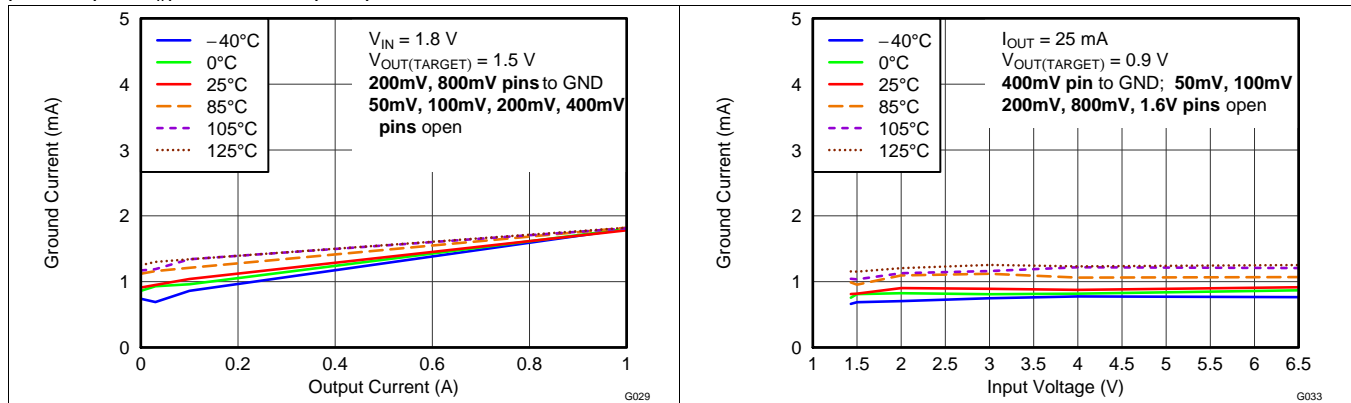 5
4
3
2
1
0
Ground Current (mA)
−40°C
0°C
25°C
85°C
105°C
125°C
V_IN = 1.8 V
V_OUT(TARGET) = 1.5 V
200mV, 800mV pins to GND
50mV, 100mV, 200mV, 400mV
pins open
0 0.2 0.4 0.6 0.8 1
Output Current (A)
G029
5
4
3
2
1
0
Ground Current (mA)
−40°C
0°C
25°C
85°C
105°C
125°C
I_OUT = 25 mA
V_OUT(TARGET) = 0.9 V
400mV pin to GND; 50mV, 100mV
200mV, 800mV, 1.6V pins open
1 1.5 2 2.5 3 3.5 4 4.5 5 5.5 6 6.5
Input Voltage (V)
G033